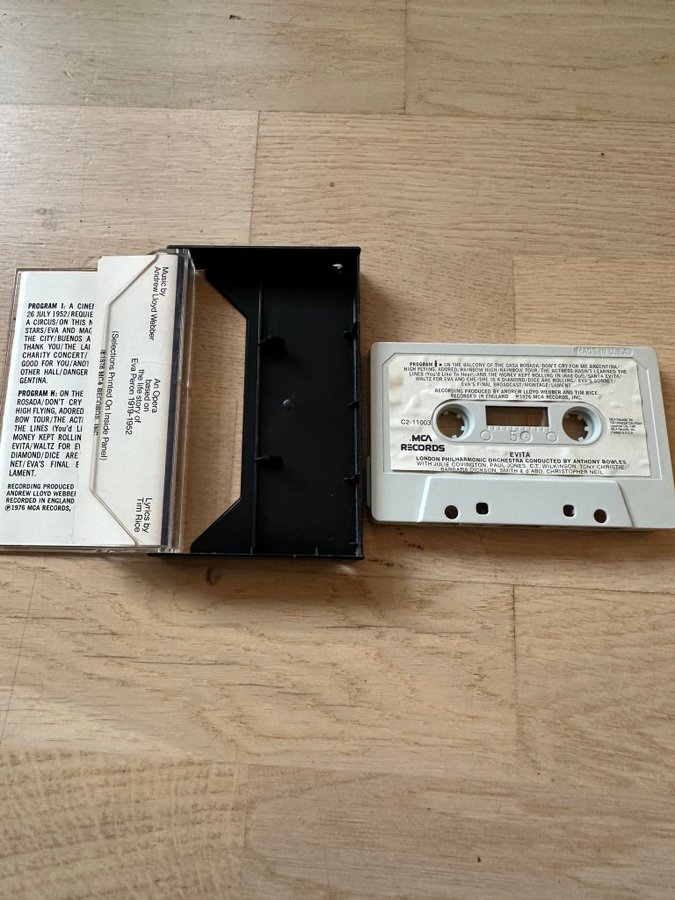 PROGRAM I: A CINEM
26 JULY 1952/REQUIE
A CIRCUS/ON THIS N
STARS/EVA AND MAG
THE CITY/BUENOS A
THANK YOU/THE LAD
CHARITY CONCERT/
GOOD FOR YOU/ANOT
OTHER HALL/DANGER
GENTINA.
PROGRAM II: ON THE
ROSADA/DON'T CRY
HIGH FLYING, ADORED
BOW TOUR/THE ACTI
THE LINES (You'd Li
MONEY KEPT ROLLIN
EVITA/WALTZ FOR EV
DIAMOND/DICE ARE
NET/EVA'S FINAL B
LAMENT.
RECORDING PRODUCED
ANDREW LLOYD WEBBER
RECORDED IN ENGLAND
℗1976 MCA RECORDS,
Music by
Andrew Lloyd Webber
An Opera
based on
the life story of
Eva Peron 1919-1952
Lyrics by
Tim Rice
(Selections Printed On Inside Panel)
©1976 MCA RECORDS, INC.
MADE IN U.S.A.
PROGRAM II • ON THE BALCONY OF THE CASA ROSADA/DON'T CRY FOR ME ARGENTINA/
HIGH FLYING, ADORED/RAINBOW HIGH/RAINBOW TOUR/THE ACTRESS HASN'T LEARNED THE
LINES (You'd Like To Hear)/AND THE MONEY KEPT ROLLING IN (And Out)/SANTA EVITA/
WALTZ FOR EVA AND CHE/SHE IS A DIAMOND/DICE ARE ROLLING/EVA'S SONNET/
EVA'S FINAL BROADCAST/MONTAGE/LAMENT
RECORDING PRODUCED BY ANDREW LLOYD WEBBER AND TIM RICE
RECORDED IN ENGLAND ℗1976 MCA RECORDS, INC.
C2-11003
MCA RECORDS
50
EVITA
LONDON PHILHARMONIC ORCHESTRA CONDUCTED BY ANTHONY BOWLES
WITH JULIE COVINGTON, PAUL JONES, C.T. WILKINSON, TONY CHRISTIE,
BARBARA DICKSON, SMITH & d'ABO, CHRISTOPHER NEIL